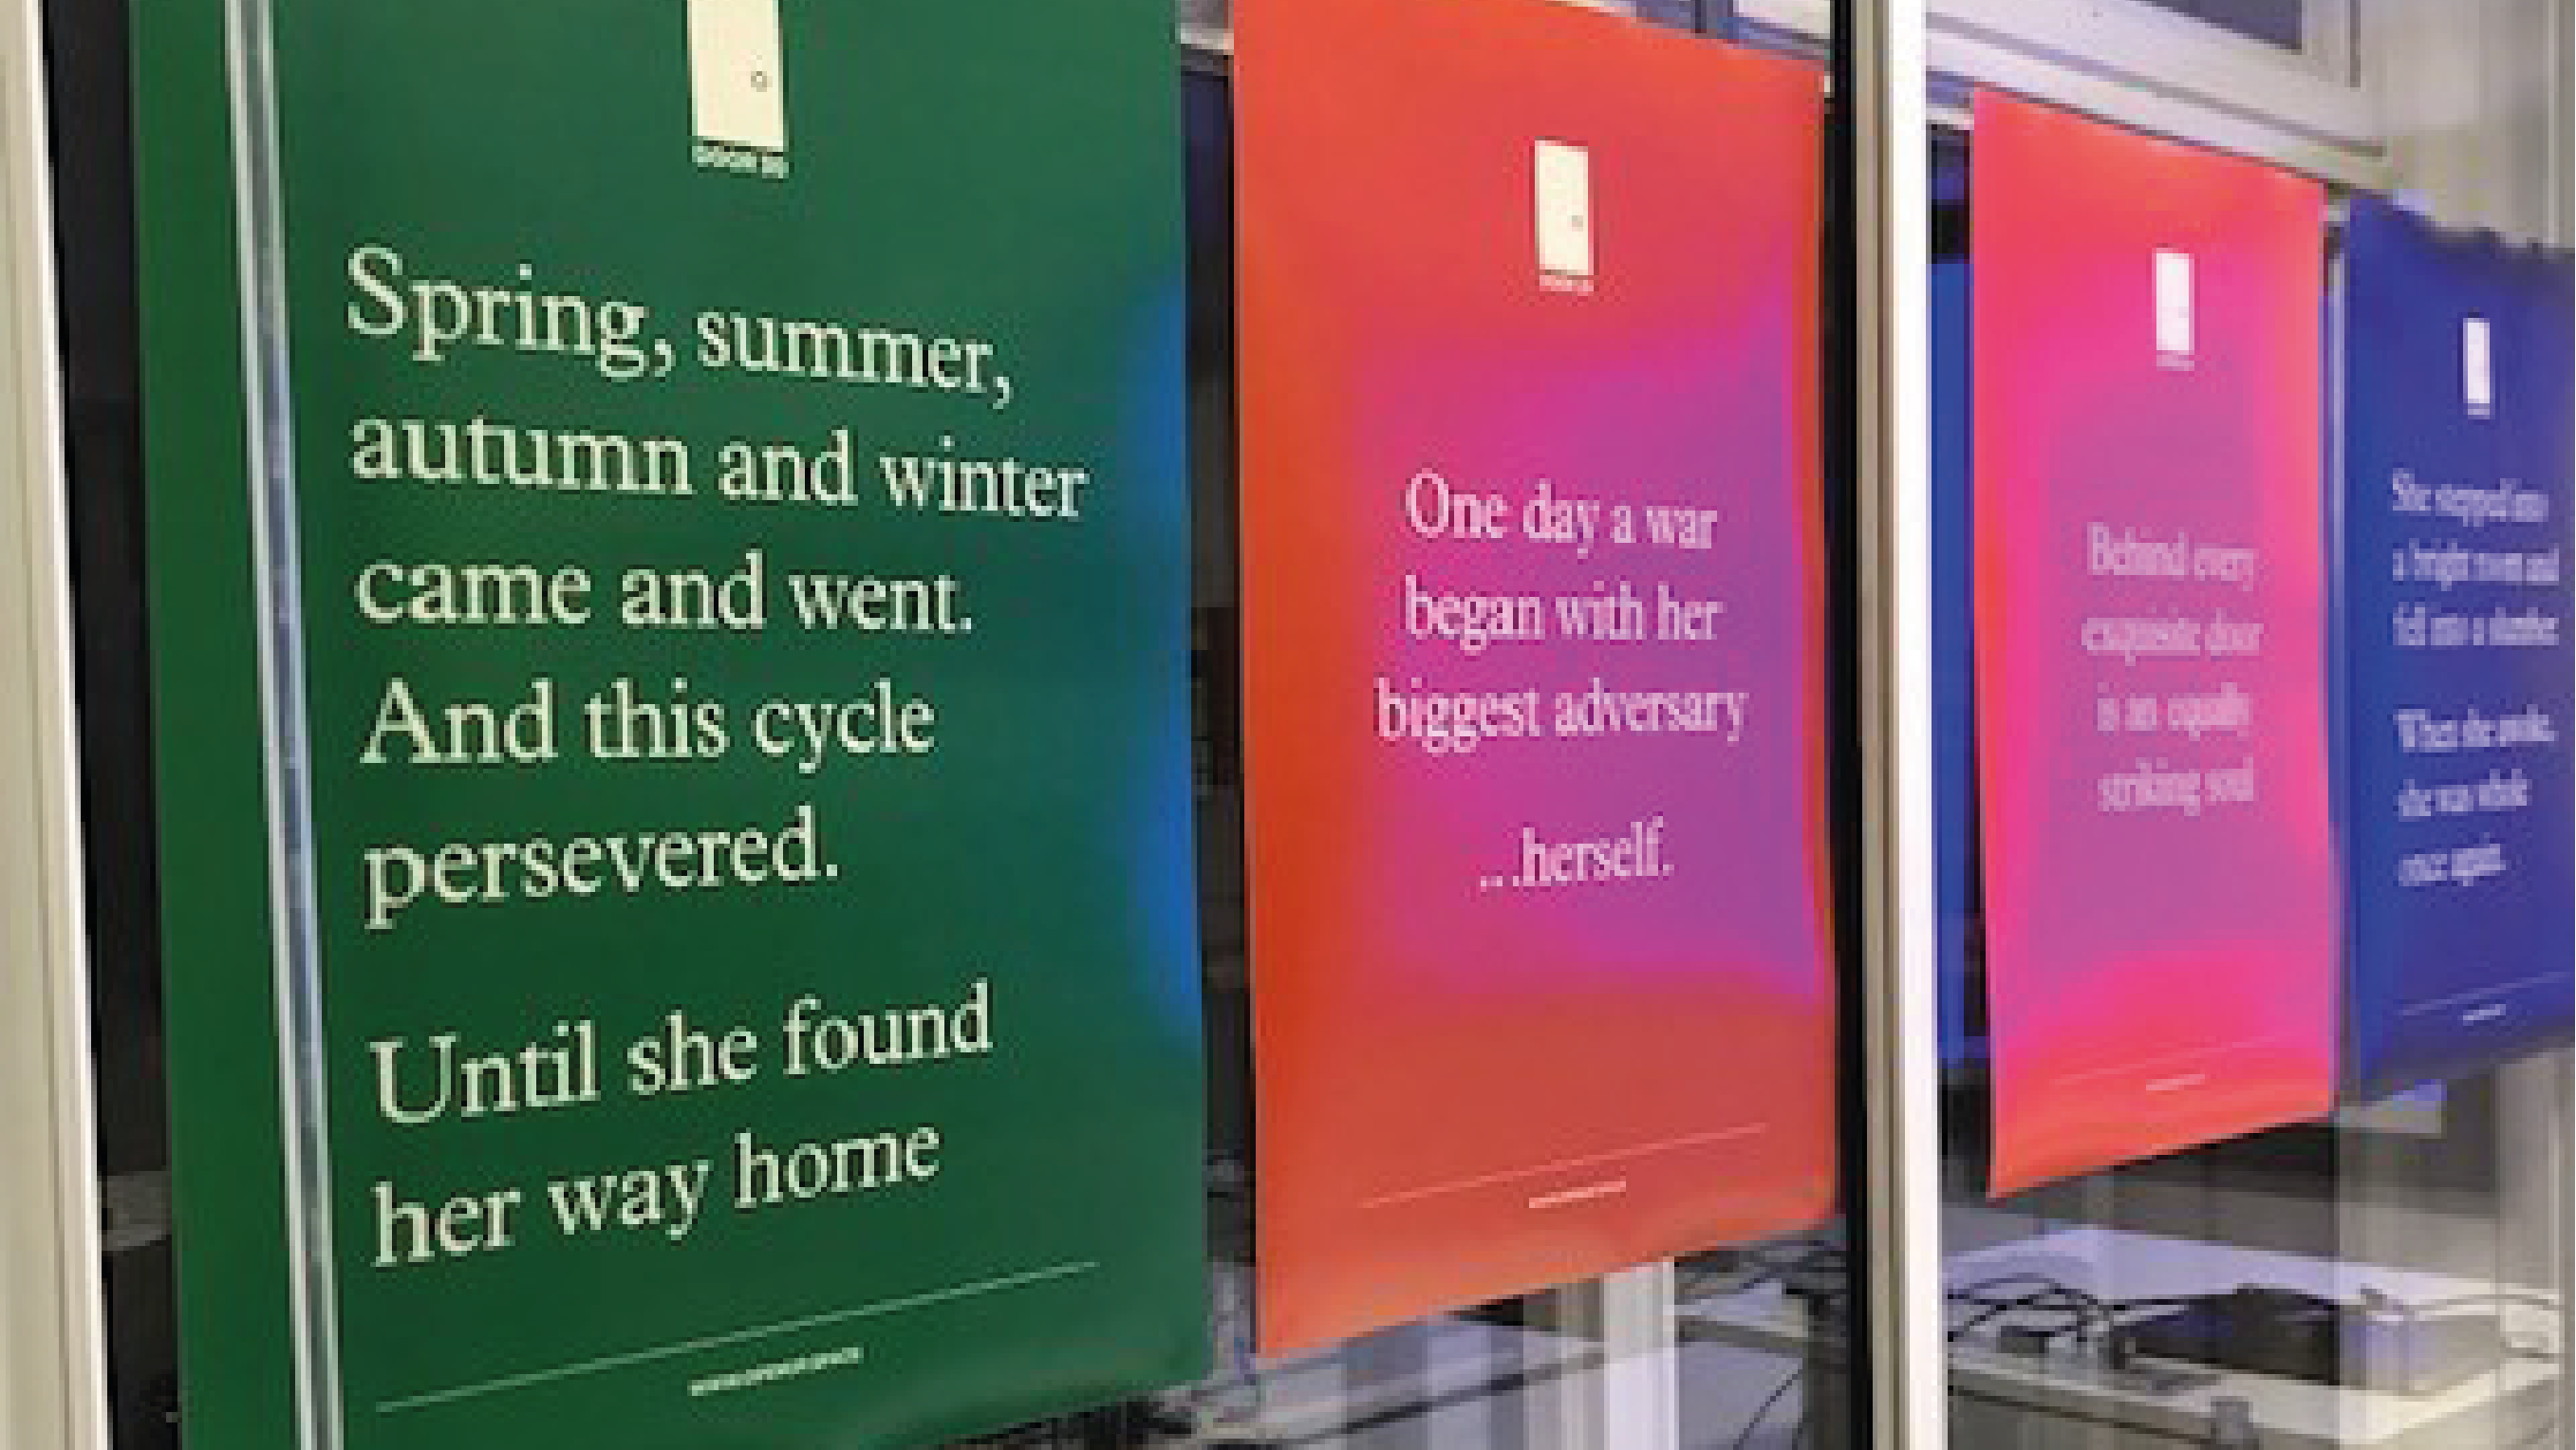 Spring, summer,
autumn and winter
came and went.
And this cycle
persevered.
Until she found
her way home
One day a war
began with her
biggest adversary
...herself.
Behind every
exquisite door
is an equally
striking soul
She stepped into
a bright room and
fell into a slumber
When she awoke,
she was whole
once again.